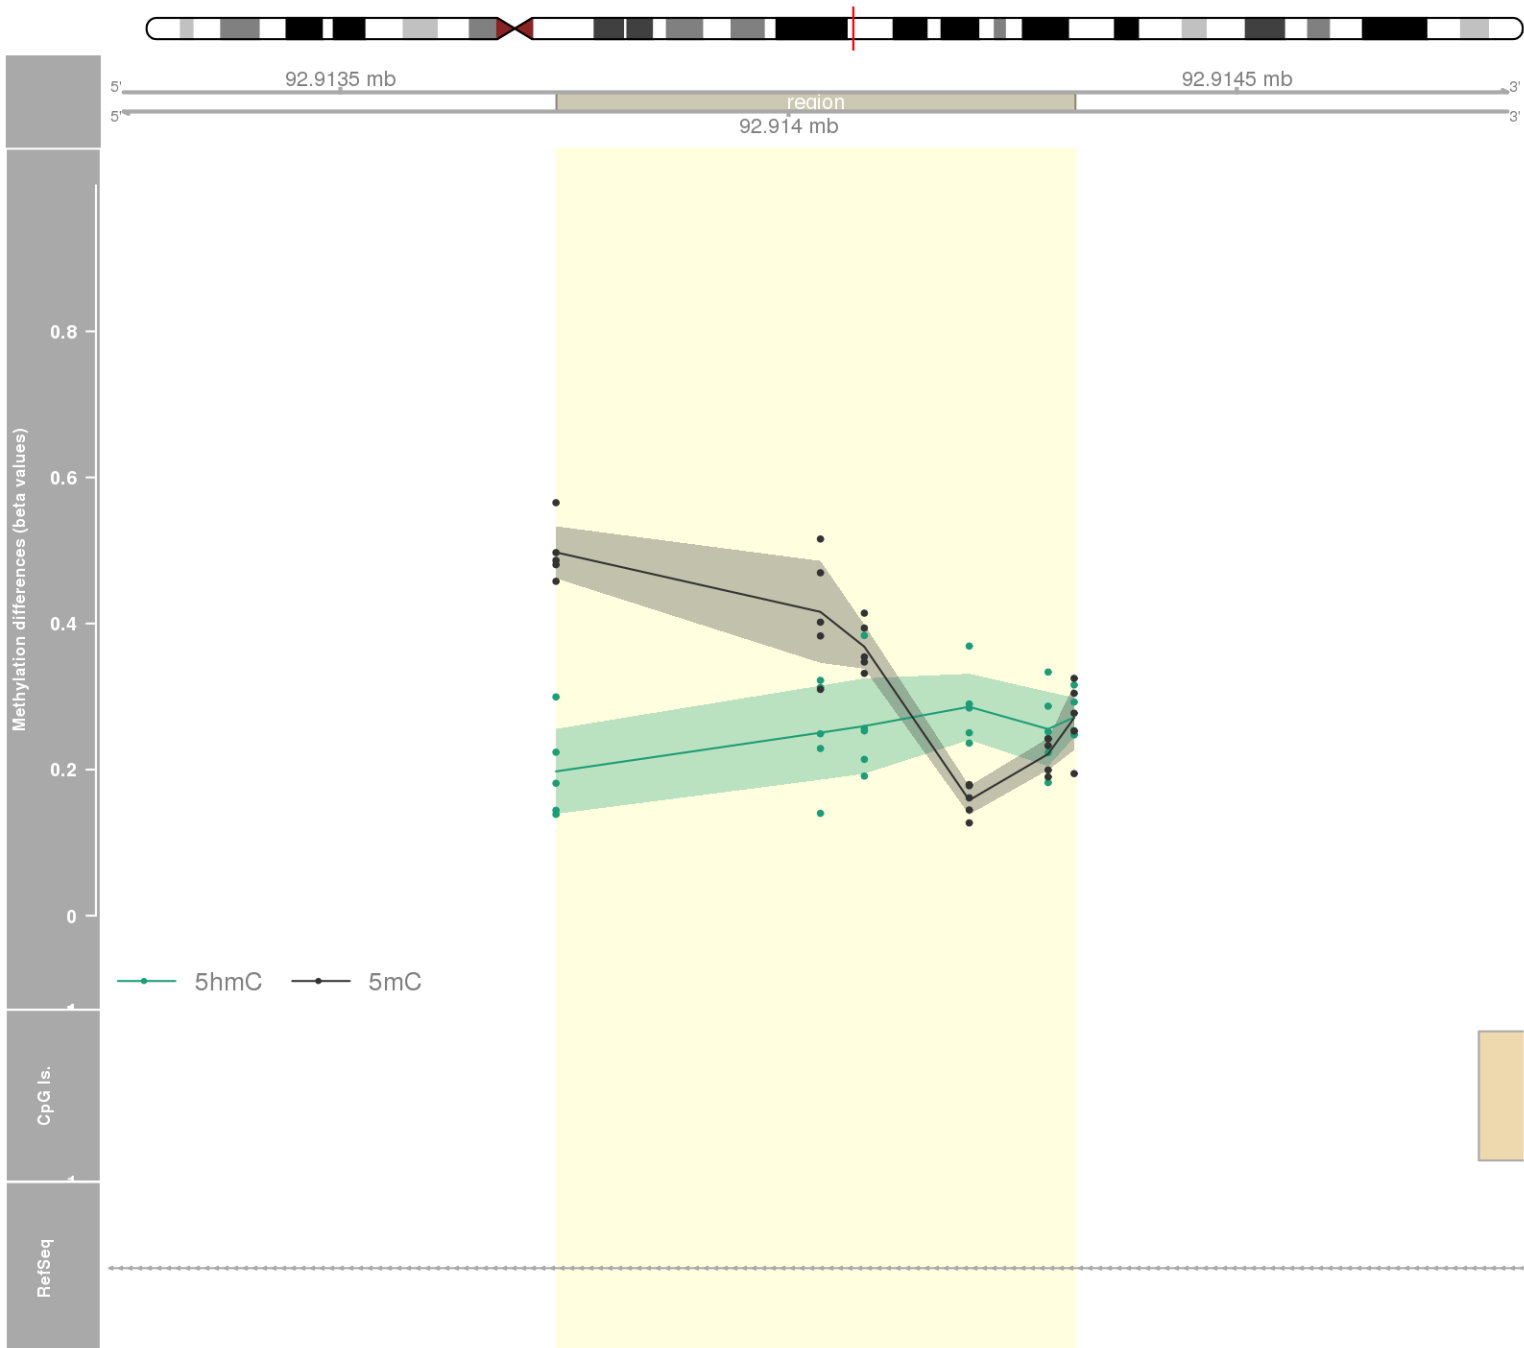 92.9135 mb
92.9145 mb
5'
3'
region
5'
3'
92.914 mb
Methylation differences (beta values)
0.8
0.6
0.4
0.2
0
5hmC
5mC
CpG Is.
RefSeq